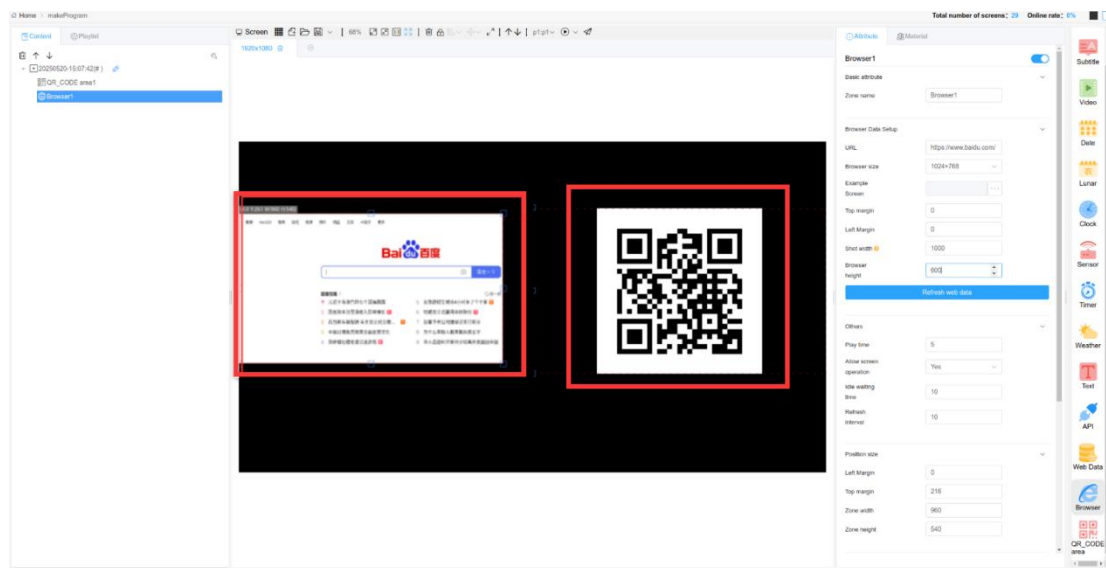 Home > makeProgram
Total number of screens: 29 Online rate: 0%
Content
Playlist
20250520-15:07:42(# )
QR_CODE area1
Browser1
Screen
68%
p1:p1
1920x1080
Bai du 百度
Attribute
Material
Browser1
Basic attribute
Zone name
Browser1
Browser Data Setup
URL
https://www.baidu.com/
Browser size
1024×768
Example
Screen
Top margin
0
Left Margin
0
Shot width
1000
Browser
height
600
Refresh web data
Others
Play time
5
Allow screen
operation
Yes
Idle waiting
time
10
Refresh
Interval
10
Position size
Left Margin
0
Top margin
216
Zone width
960
Zone height
540
Subtitle
Video
Date
Lunar
Clock
Sensor
Timer
Weather
Text
API
Web Data
Browser
QR_CODE
area